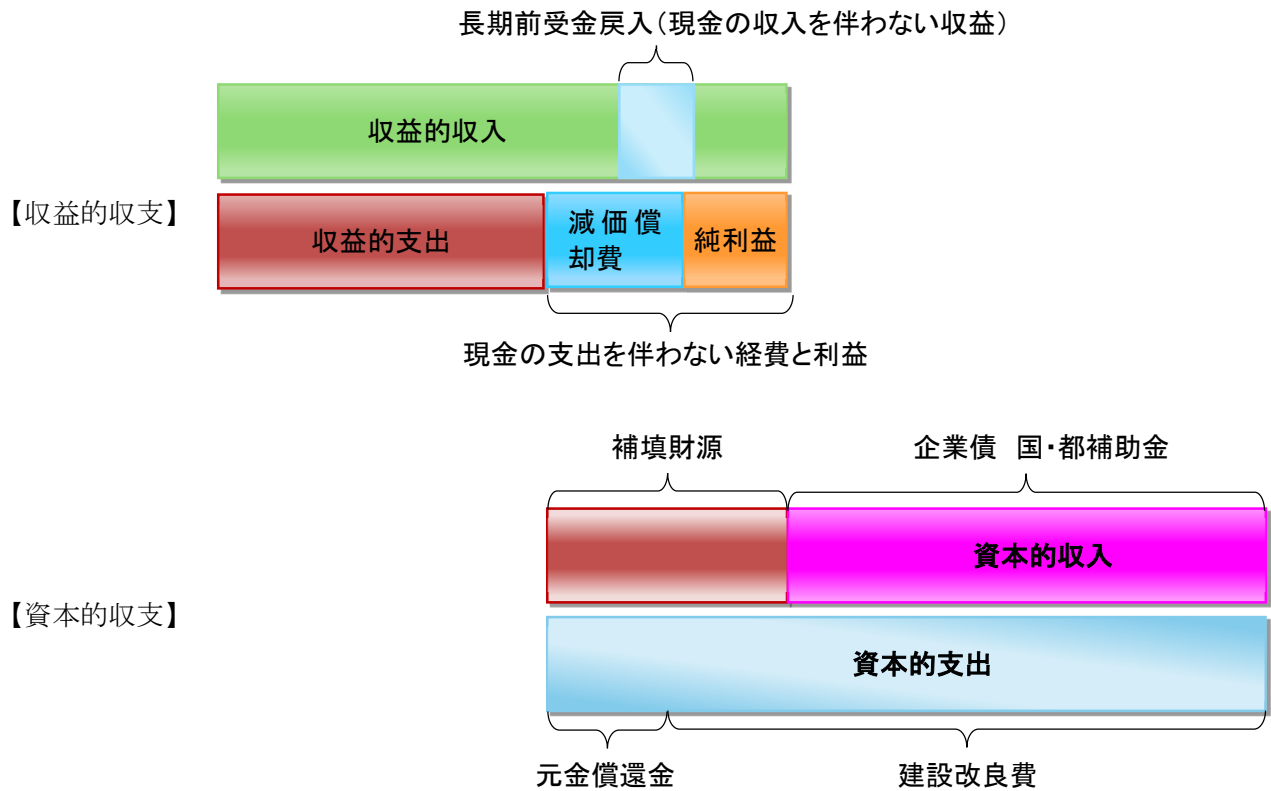 長期前受金戻入(現金の収入を伴わない収益)
収益的収入
【収益的収支】
収益的支出
減価償
却費
純利益
現金の支出を伴わない経費と利益
補填財源
企業債 国・都補助金
資本的収入
【資本的収支】
資本的支出
元金償還金
建設改良費